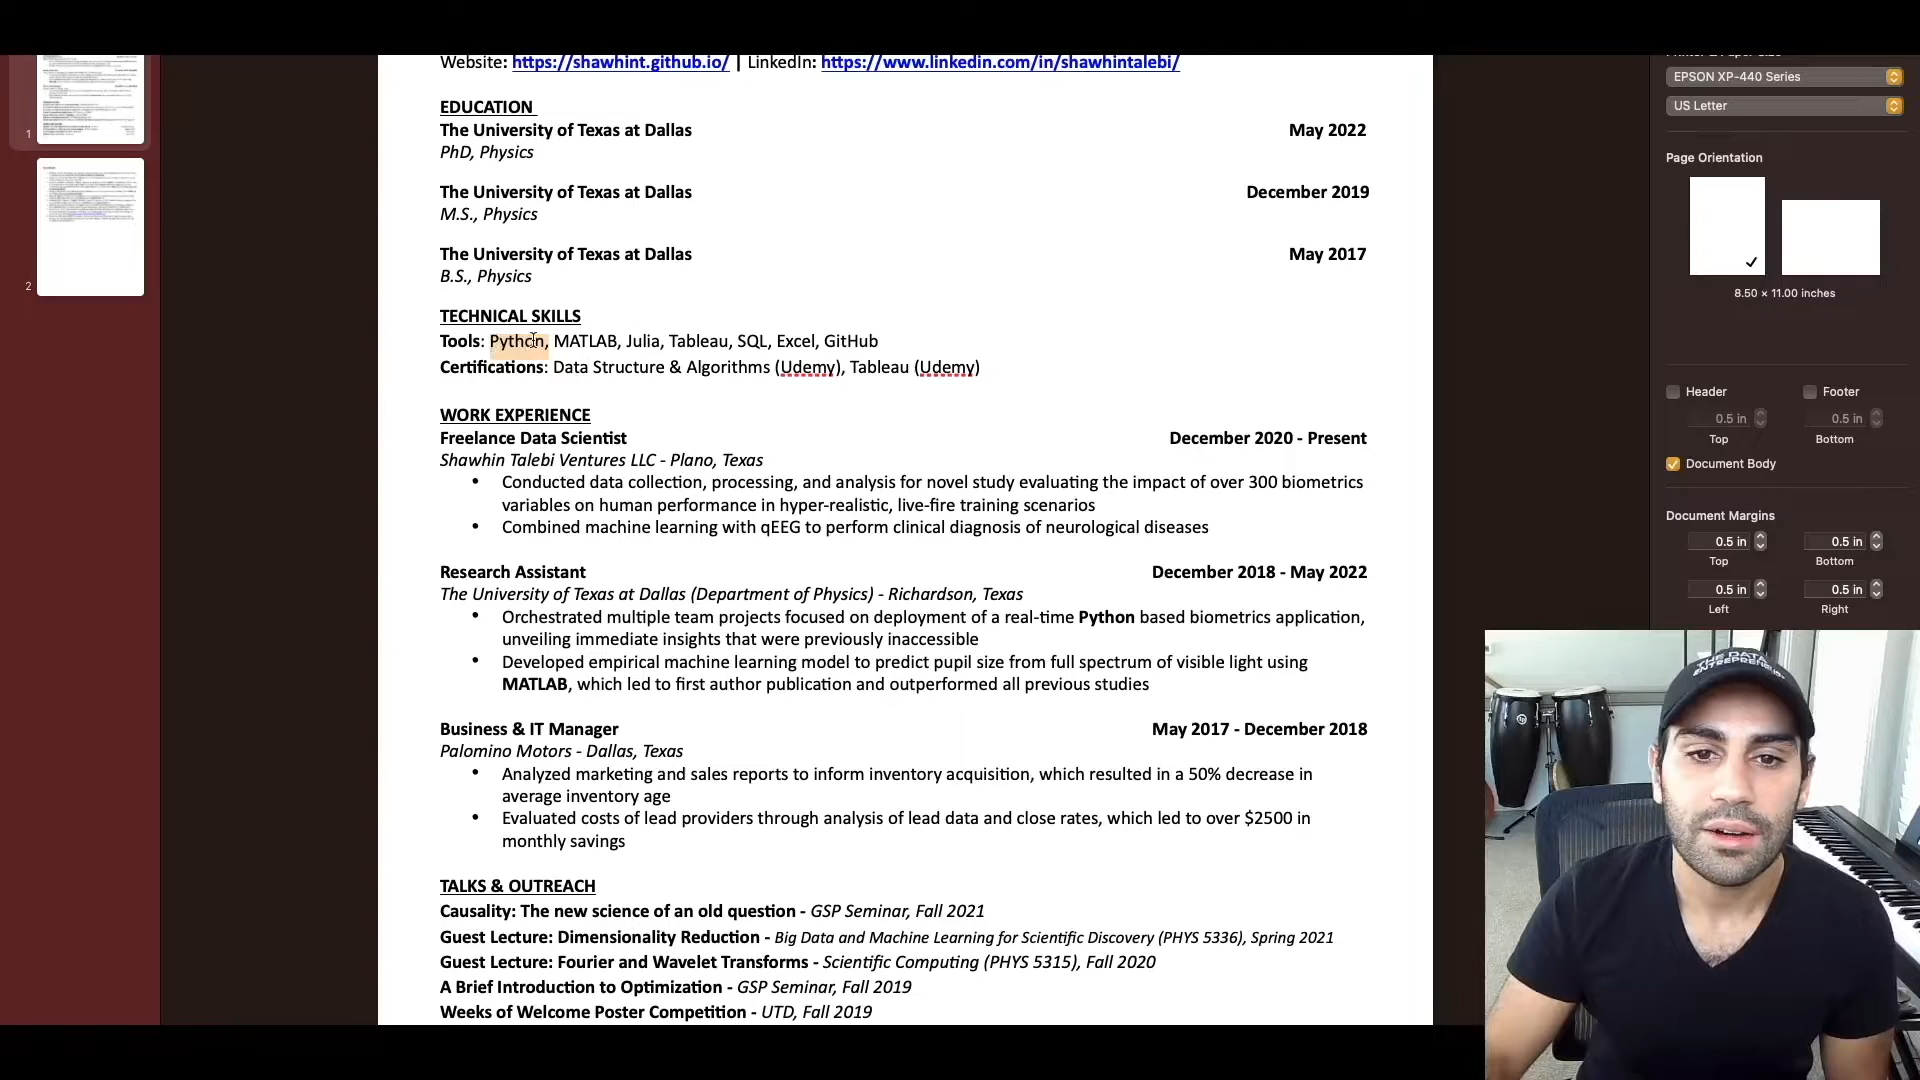 Website: https://shawhint.github.io/ | LinkedIn: https://www.linkedin.com/in/shawhintalebi/
EDUCATION
The University of Texas at Dallas May 2022
PhD, Physics
The University of Texas at Dallas December 2019
M.S., Physics
The University of Texas at Dallas May 2017
B.S., Physics
TECHNICAL SKILLS
Tools: Python, MATLAB, Julia, Tableau, SQL, Excel, GitHub
Certifications: Data Structure & Algorithms (Udemy), Tableau (Udemy)
WORK EXPERIENCE
Freelance Data Scientist December 2020 - Present
Shawhin Talebi Ventures LLC - Plano, Texas
• Conducted data collection, processing, and analysis for novel study evaluating the impact of over 300 biometrics
variables on human performance in hyper-realistic, live-fire training scenarios
• Combined machine learning with qEEG to perform clinical diagnosis of neurological diseases
Research Assistant December 2018 - May 2022
The University of Texas at Dallas (Department of Physics) - Richardson, Texas
• Orchestrated multiple team projects focused on deployment of a real-time Python based biometrics application,
unveiling immediate insights that were previously inaccessible
• Developed empirical machine learning model to predict pupil size from full spectrum of visible light using
MATLAB, which led to first author publication and outperformed all previous studies
Business & IT Manager May 2017 - December 2018
Palomino Motors - Dallas, Texas
• Analyzed marketing and sales reports to inform inventory acquisition, which resulted in a 50% decrease in
average inventory age
• Evaluated costs of lead providers through analysis of lead data and close rates, which led to over $2500 in
monthly savings
TALKS & OUTREACH
Causality: The new science of an old question - GSP Seminar, Fall 2021
Guest Lecture: Dimensionality Reduction - Big Data and Machine Learning for Scientific Discovery (PHYS 5336), Spring 2021
Guest Lecture: Fourier and Wavelet Transforms - Scientific Computing (PHYS 5315), Fall 2020
A Brief Introduction to Optimization - GSP Seminar, Fall 2019
Weeks of Welcome Poster Competition - UTD, Fall 2019
1
2
EPSON XP-440 Series
US Letter
Page Orientation
8.50 × 11.00 inches
Header Footer
0.5 in 0.5 in
Top Bottom
Document Body
Document Margins
0.5 in 0.5 in
Top Bottom
0.5 in 0.5 in
Left Right
THE DATA
ENTREPRENEURS